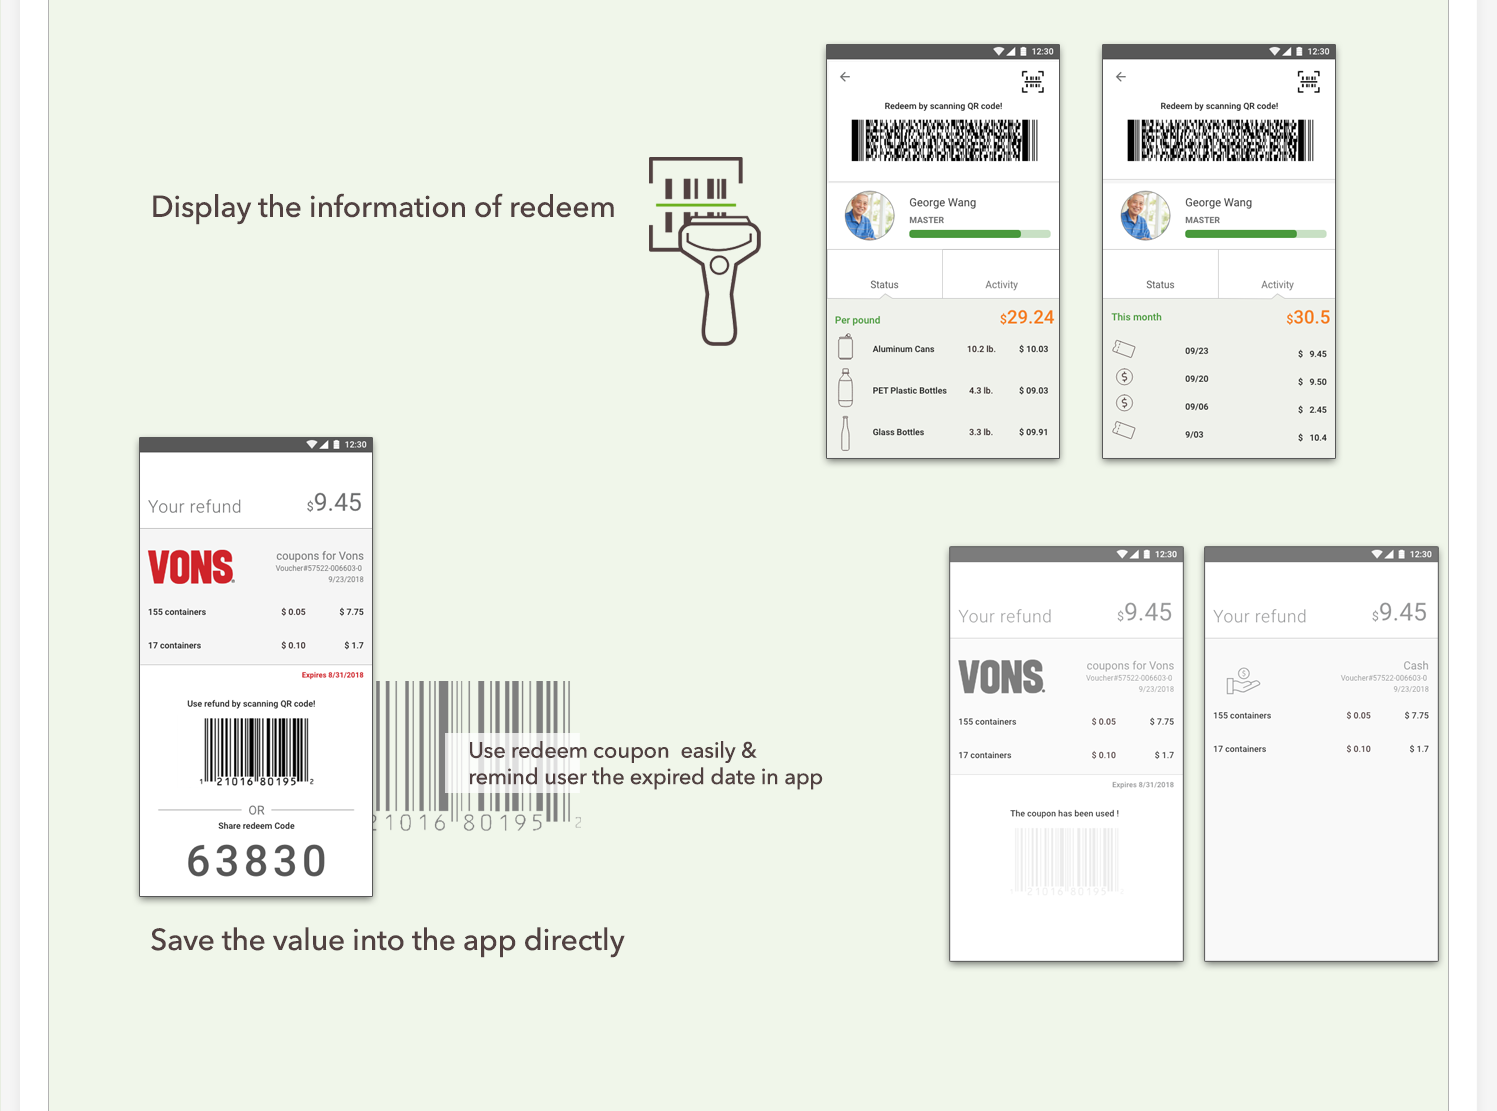 Display the information of redeem
12:30
Redeem by scanning QR code!
George Wang
MASTER
Status Activity
Per pound $29.24
Aluminum Cans 10.2 lb. $ 10.03
PET Plastic Bottles 4.3 lb. $ 09.03
Glass Bottles 3.3 lb. $ 09.91
12:30
Redeem by scanning QR code!
George Wang
MASTER
Status Activity
This month $30.5
09/23 $ 9.45
09/20 $ 9.50
09/06 $ 2.45
9/03 $ 10.4
12:30
Your refund $9.45
VONS. coupons for Vons
Voucher#57522-006603-0
9/23/2018
155 containers $ 0.05 $ 7.75
17 containers $ 0.10 $ 1.7
Expires 8/31/2018
Use refund by scanning QR code!
1 21016 80195 2
OR
Share redeem Code
63830
21016 80195 2
Use redeem coupon easily &
remind user the expired date in app
Save the value into the app directly
12:30
Your refund $9.45
VONS. coupons for Vons
Voucher#57522-006603-0
9/23/2018
155 containers $ 0.05 $ 7.75
17 containers $ 0.10 $ 1.7
Expires 8/31/2018
The coupon has been used !
21016 80195
12:30
Your refund $9.45
Cash
Voucher#57522-006603-0
9/23/2018
155 containers $ 0.05 $ 7.75
17 containers $ 0.10 $ 1.7